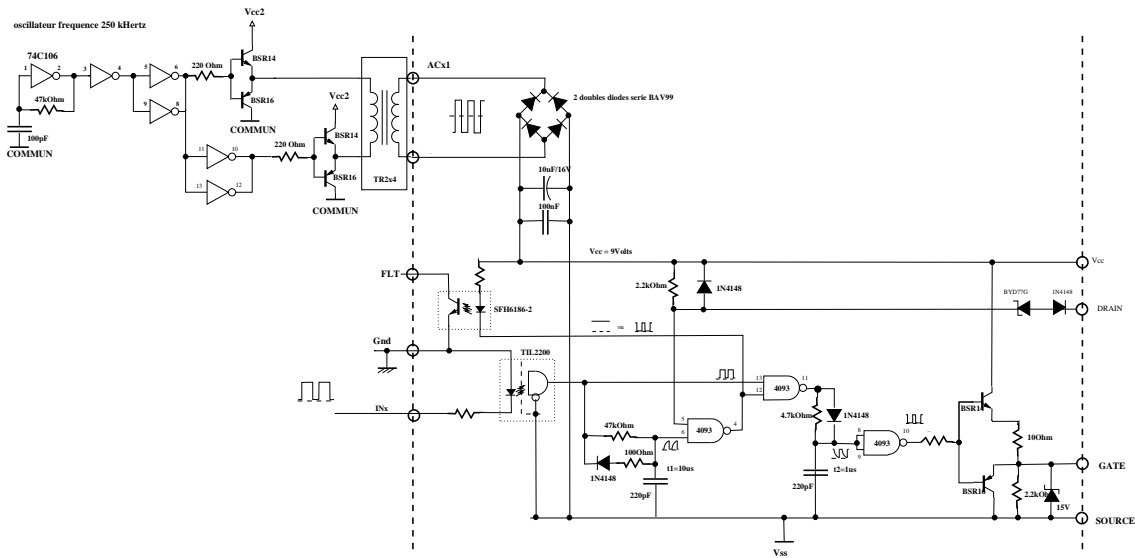 oscillateur frequence 250 kHertz
Vcc2
74C106
1
2
3
4
5
6
9
8
220 Ohm
BSR14
BSR16
47kOhm
100pF
COMMUN
COMMUN
11
10
13
12
220 Ohm
Vcc2
BSR14
BSR16
COMMUN
TR2x4
ACx1
2 doubles diodes serie BAV99
10uF/16V
100nF
Vcc = 9Volts
Vcc
FLT
SFH6186-2
2.2kOhm
1N4148
BYD77G
1N4148
DRAIN
ou
Gnd
TIL2200
INx
13
12
4093
11
4.7kOhm
1N4148
5
6
4093
4
47kOhm
100Ohm
1N4148
t1=10us
220pF
8
9
4093
10
t2=1us
220pF
BSR14
10Ohm
GATE
BSR16
2.2kOhm
15V
SOURCE
Vss